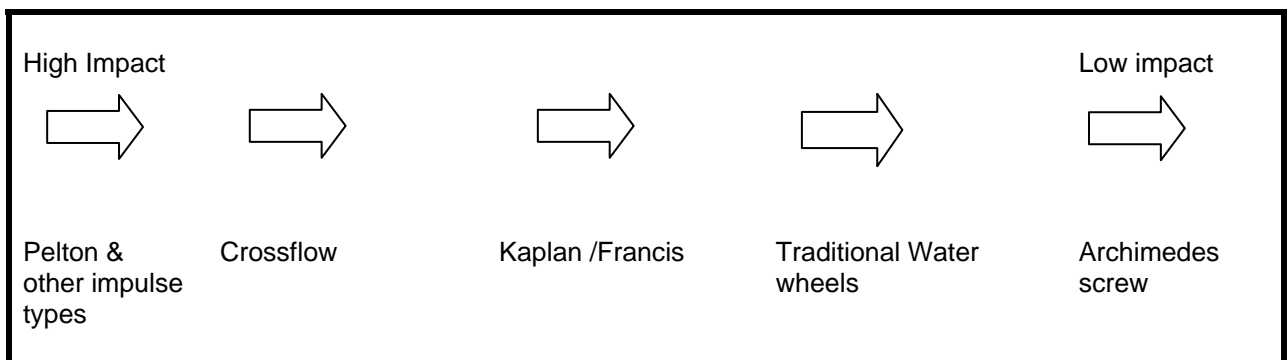 High Impact
Low impact
Pelton &
other impulse
types
Crossflow
Kaplan /Francis
Traditional Water
wheels
Archimedes
screw